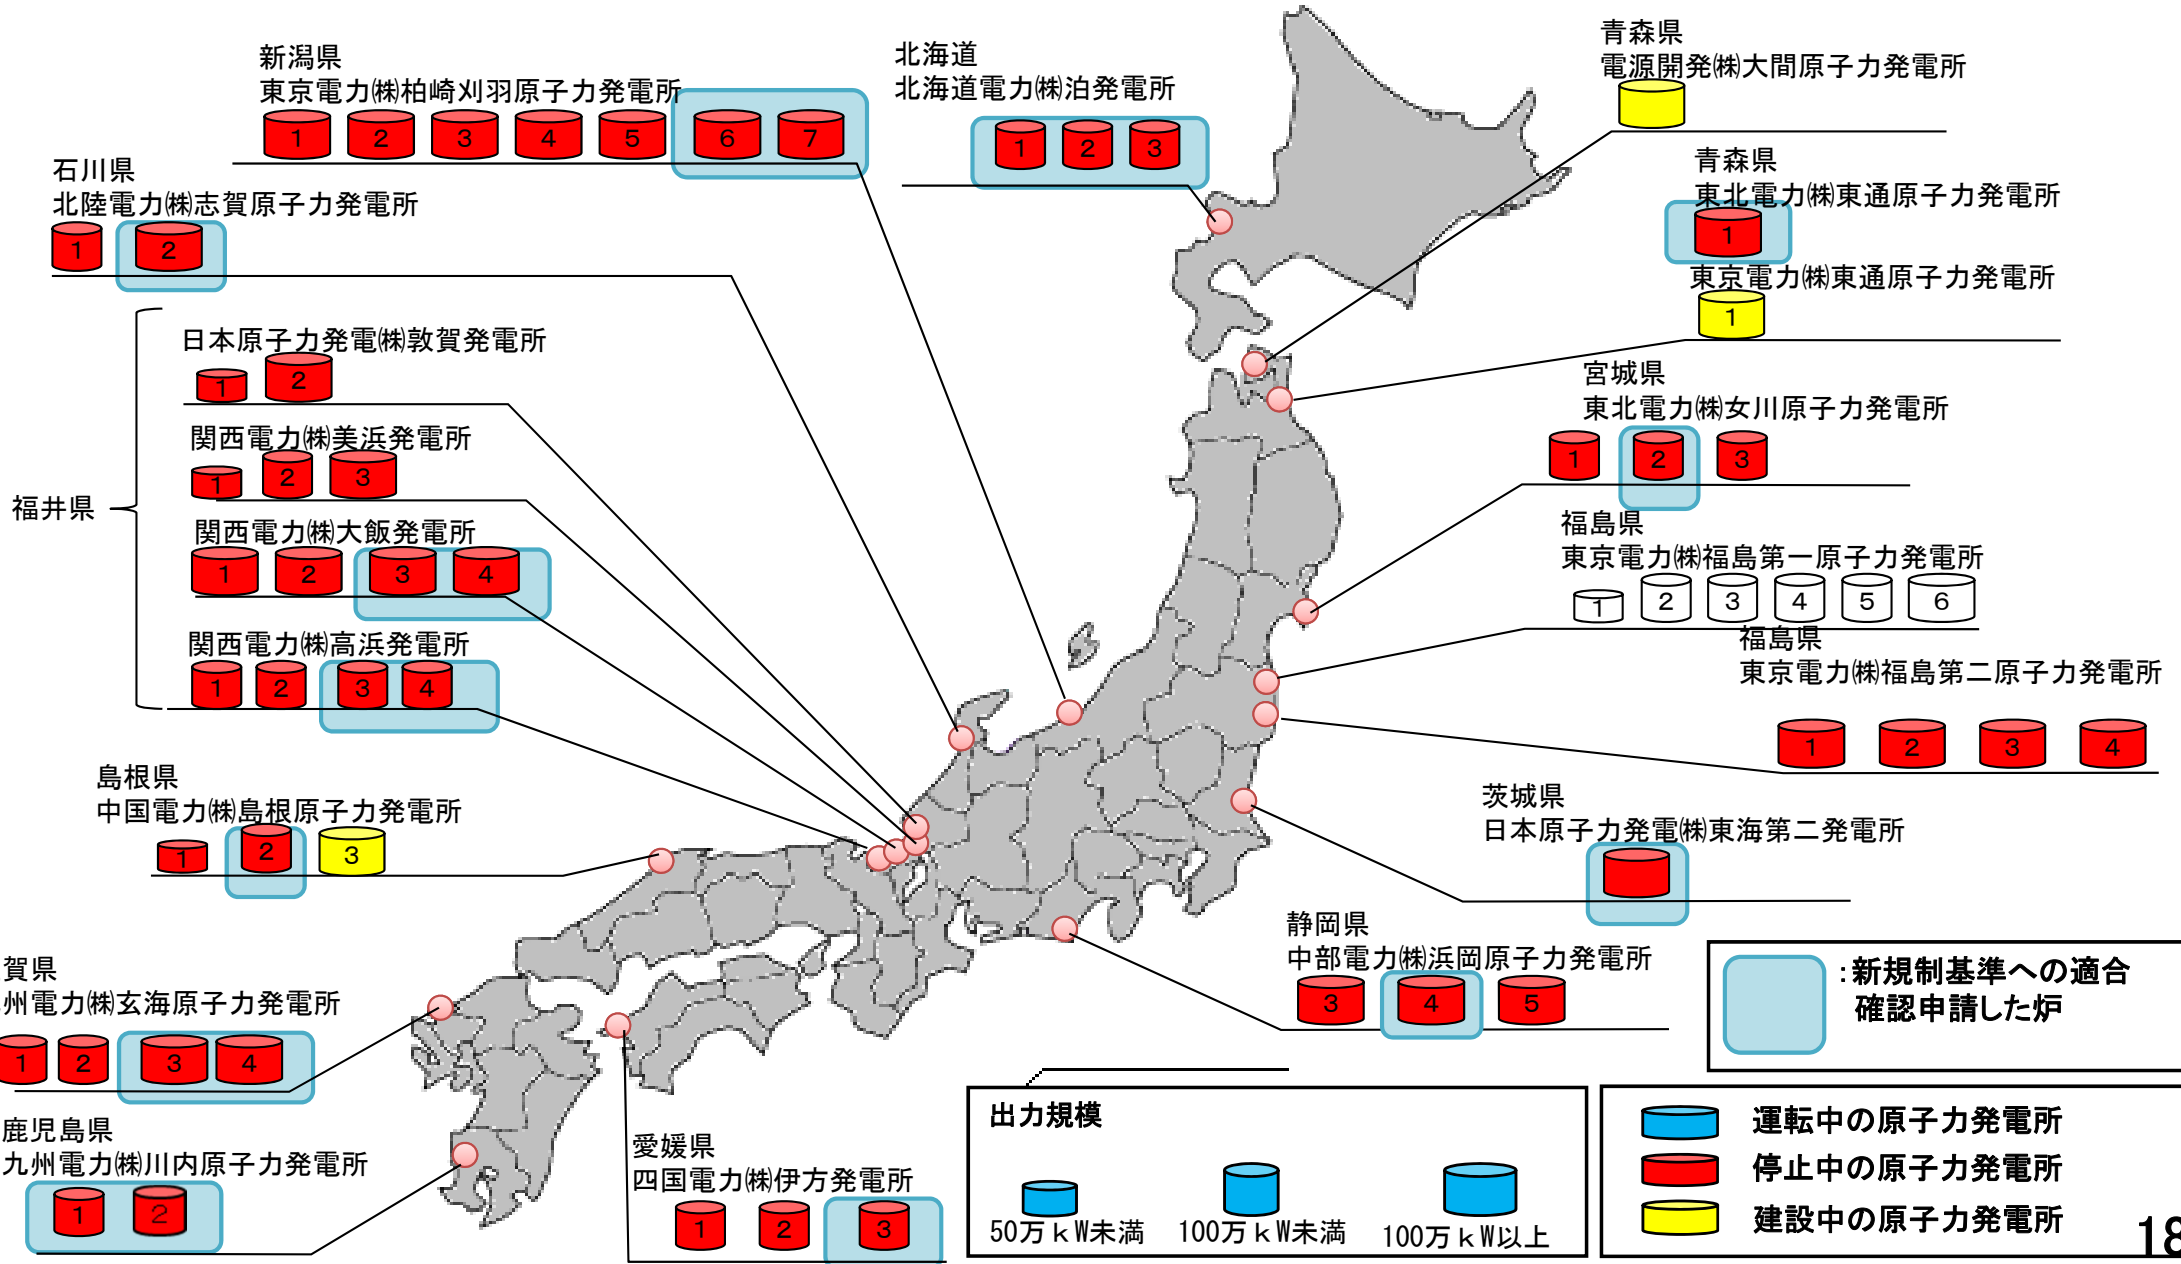 新潟県
東京電力㈱柏崎刈羽原子力発電所
1 2 3 4 5 6 7
北海道
北海道電力㈱泊発電所
1 2 3
青森県
電源開発㈱大間原子力発電所
青森県
東北電力㈱東通原子力発電所
1
東京電力㈱東通原子力発電所
1
石川県
北陸電力㈱志賀原子力発電所
1 2
福井県
日本原子力発電㈱敦賀発電所
1 2
関西電力㈱美浜発電所
1 2 3
関西電力㈱大飯発電所
1 2 3 4
関西電力㈱高浜発電所
1 2 3 4
宮城県
東北電力㈱女川原子力発電所
1 2 3
福島県
東京電力㈱福島第一原子力発電所
1 2 3 4 5 6
福島県
東京電力㈱福島第二原子力発電所
1 2 3 4
茨城県
日本原子力発電㈱東海第二発電所
島根県
中国電力㈱島根原子力発電所
1 2 3
静岡県
中部電力㈱浜岡原子力発電所
3 4 5
賀県
州電力㈱玄海原子力発電所
1 2 3 4
鹿児島県
九州電力㈱川内原子力発電所
1 2
愛媛県
四国電力㈱伊方発電所
1 2 3
:新規制基準への適合
確認申請した炉
出力規模
50万kW未満 100万kW未満 100万kW以上
運転中の原子力発電所
停止中の原子力発電所
建設中の原子力発電所
18